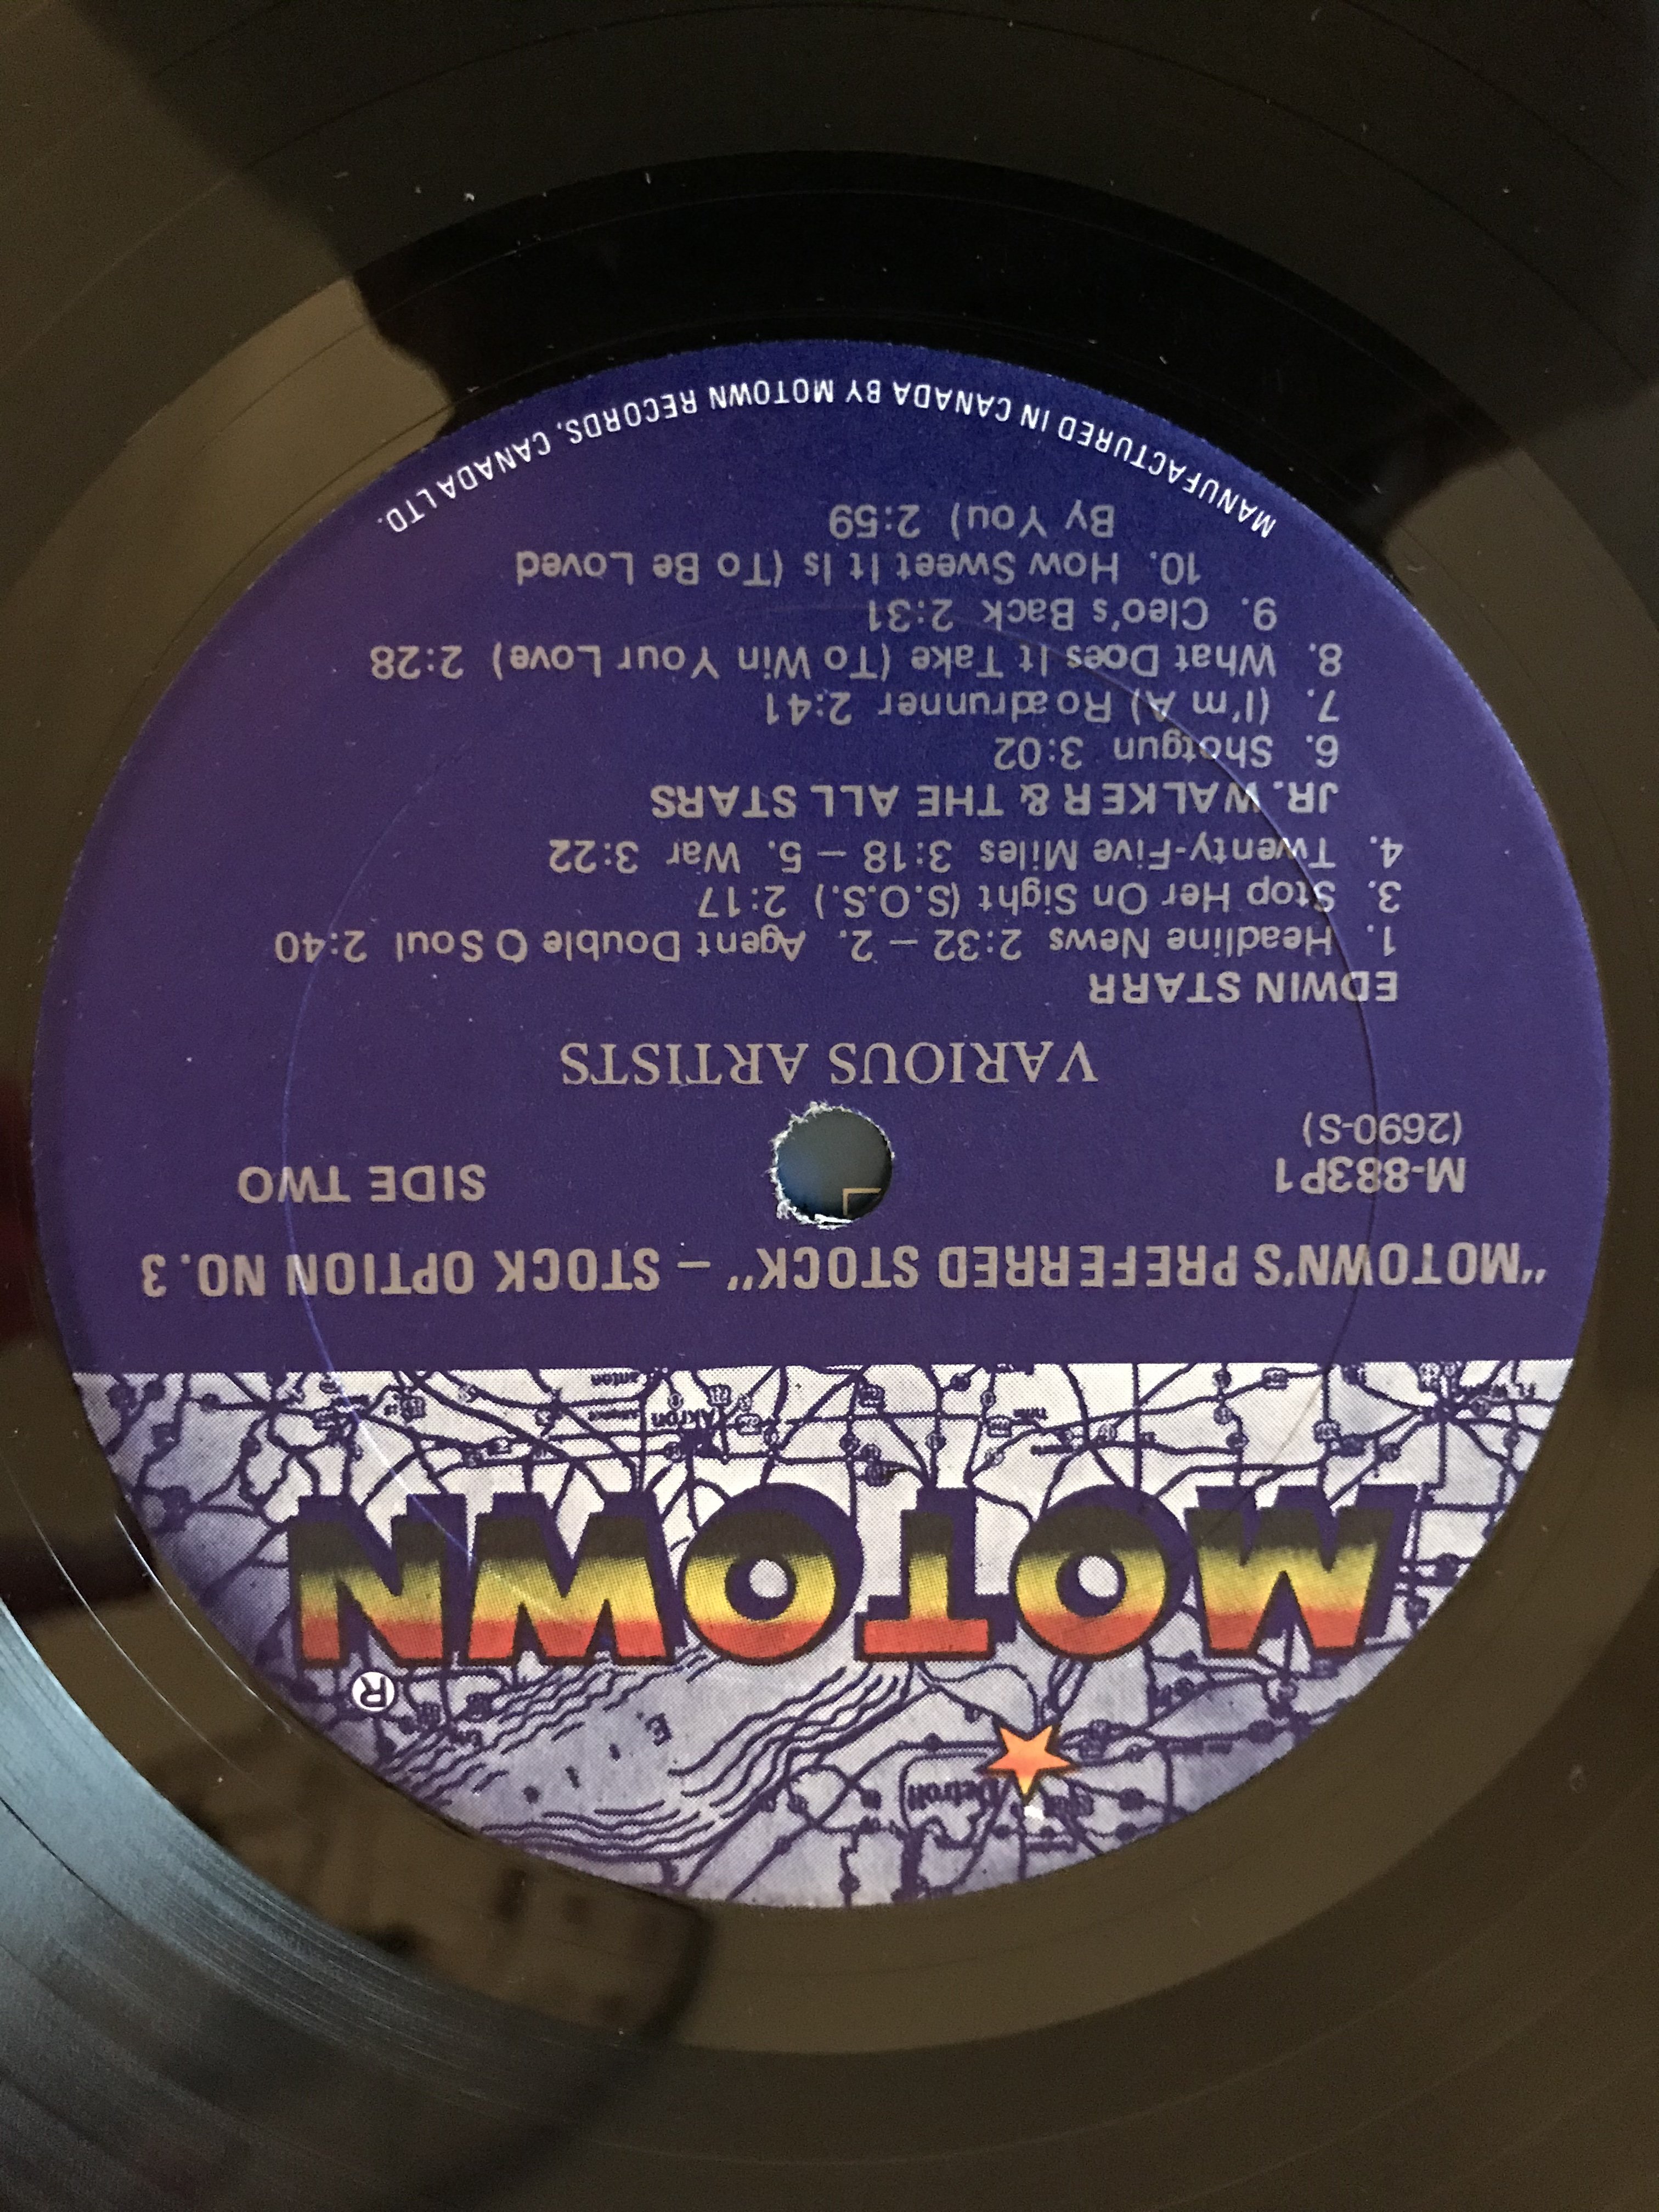 Detroit
E.
MOTOWN
®
Akron
"MOTOWN'S PREFERRED STOCK" – STOCK OPTION NO.3
M-883P1
SIDE TWO
(2690-S)
VARIOUS ARTISTS
EDWIN STARR
1. Headline News 2:32 – 2. Agent Double O Soul 2:40
3. Stop Her On Sight (S.O.S.) 2:17
4. Twenty-Five Miles 3:18 – 5. War 3:22
JR. WALKER & THE ALL STARS
6. Shotgun 3:02
7. (I'm A) Roadrunner 2:41
8. What Does It Take (To Win Your Love) 2:28
9. Cleo's Back 2:31
10. How Sweet It Is (To Be Loved
By You) 2:59
MANUFACTURED IN CANADA BY MOTOWN RECORDS, CANADA LTD.